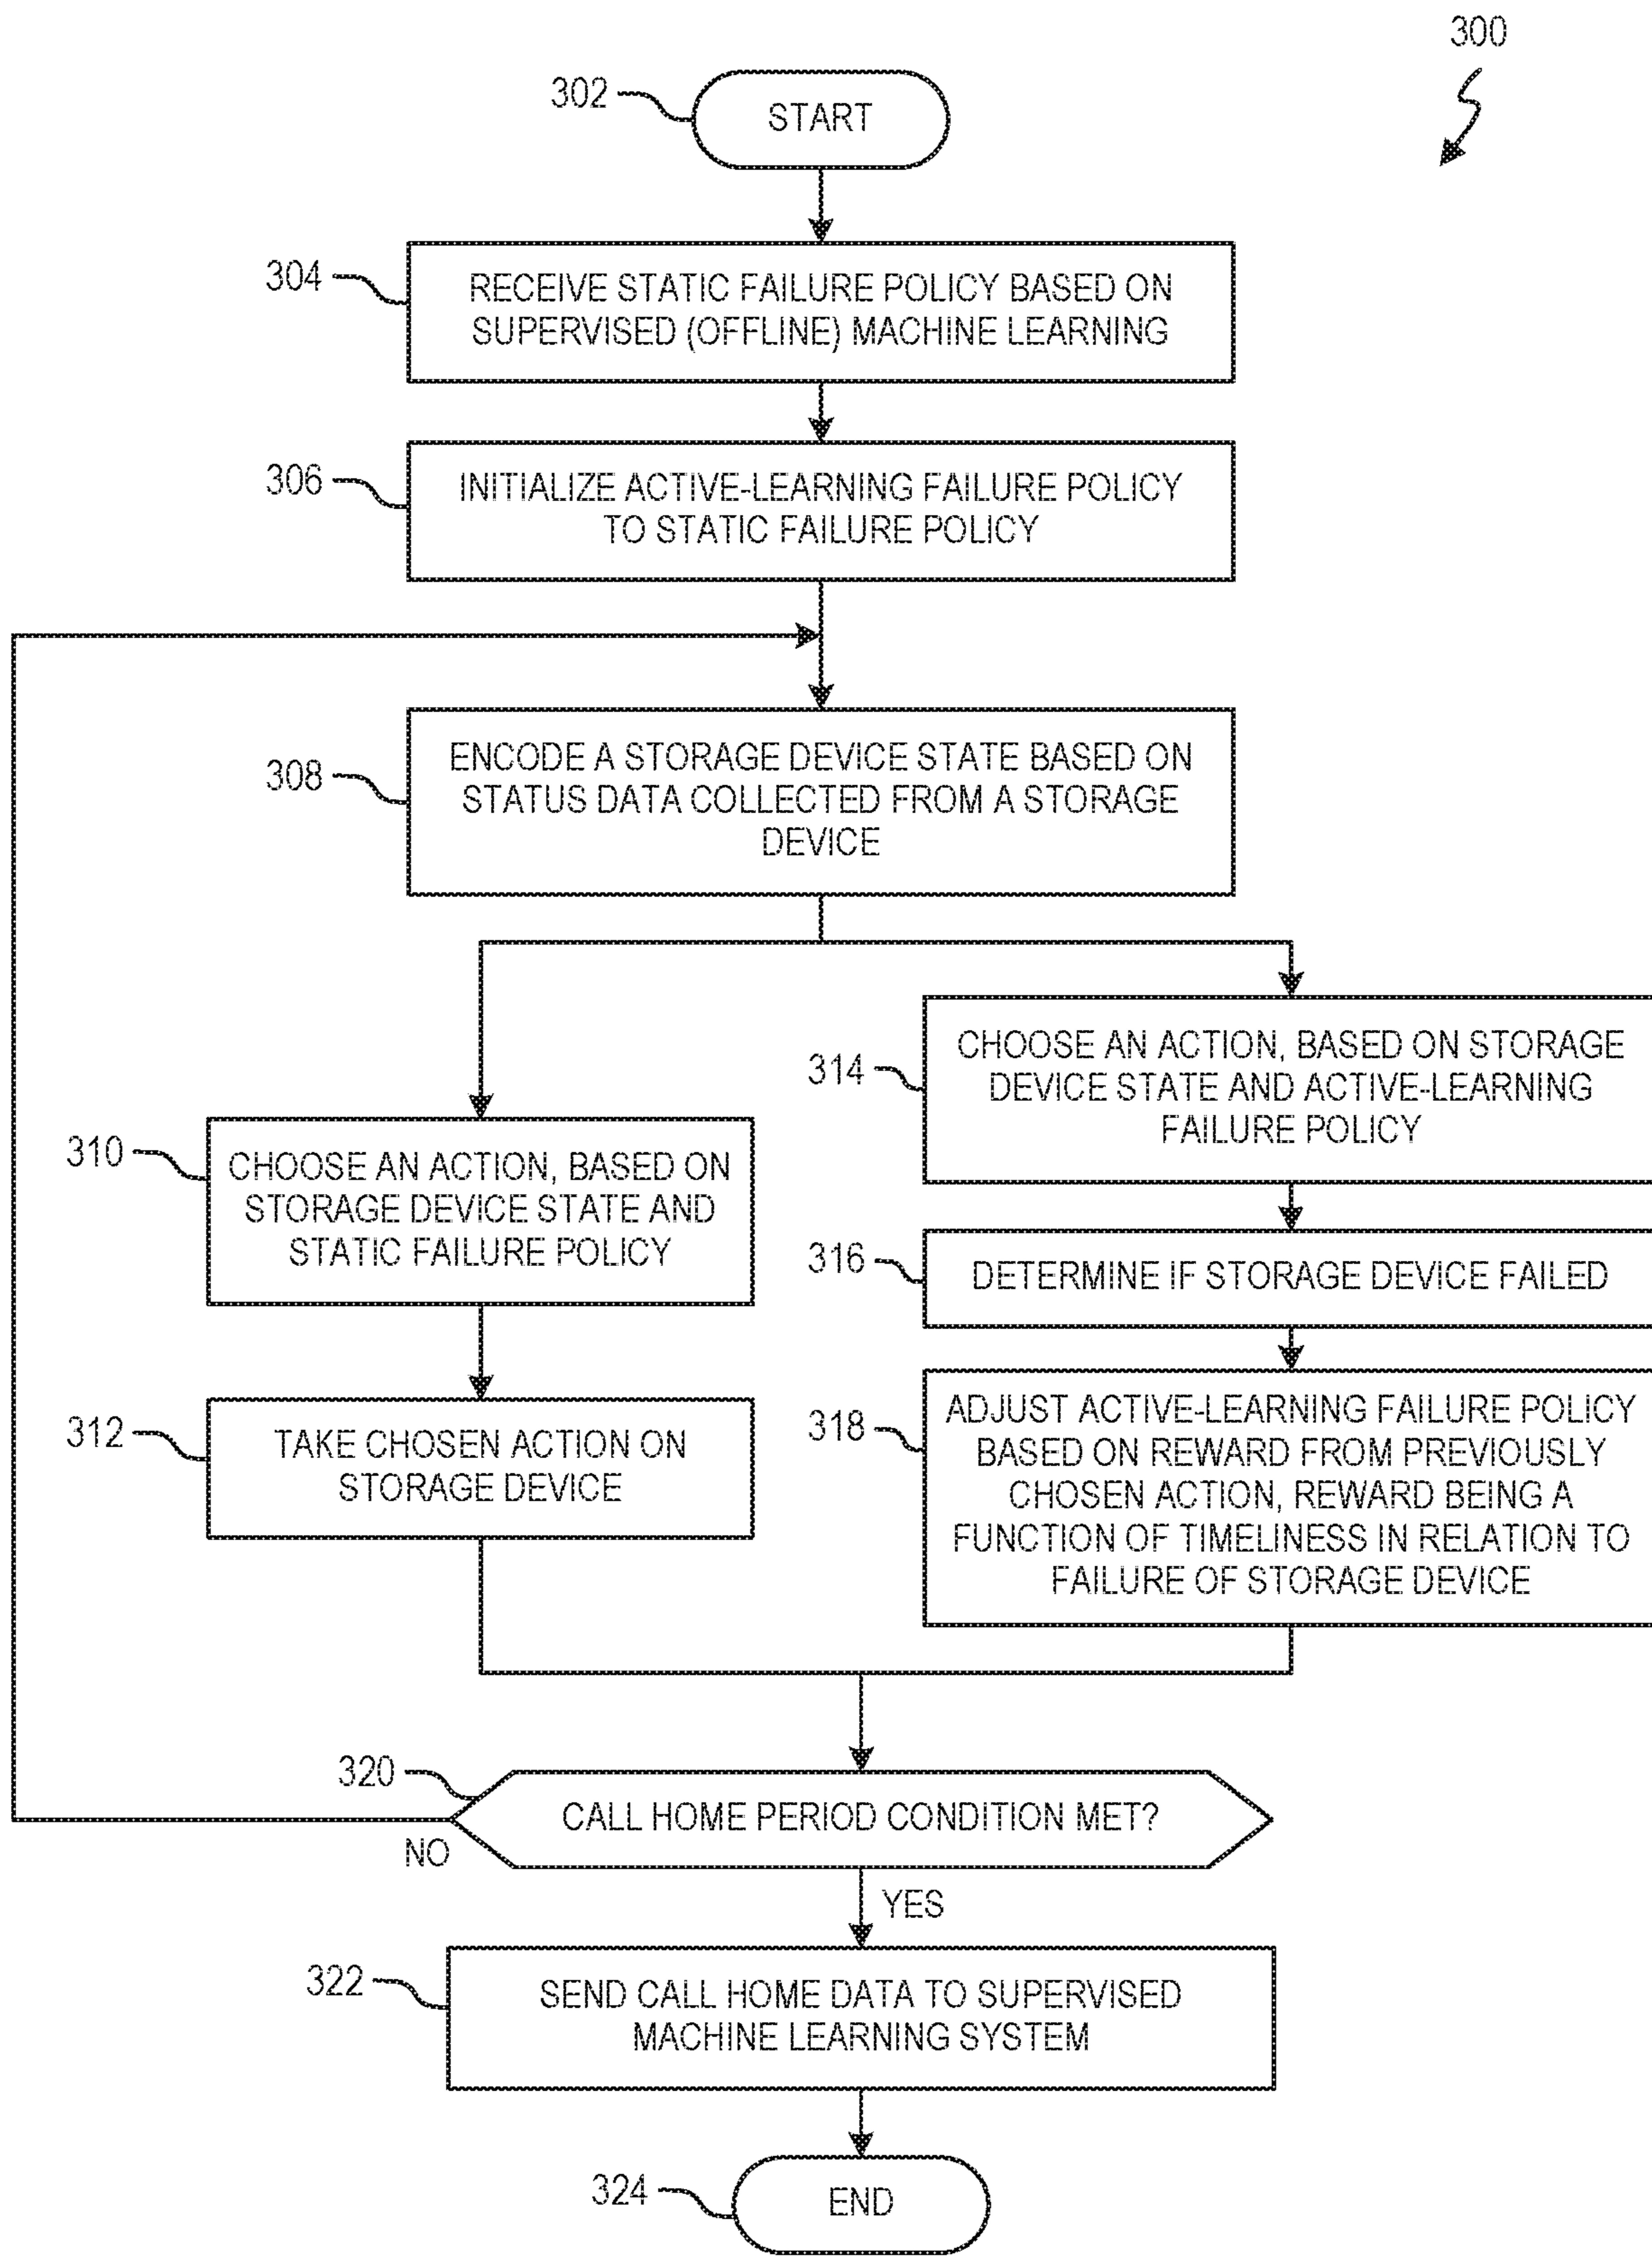 300
302
START
304
RECEIVE STATIC FAILURE POLICY BASED ON
SUPERVISED (OFFLINE) MACHINE LEARNING
306
INITIALIZE ACTIVE-LEARNING FAILURE POLICY
TO STATIC FAILURE POLICY
308
ENCODE A STORAGE DEVICE STATE BASED ON
STATUS DATA COLLECTED FROM A STORAGE
DEVICE
310
CHOOSE AN ACTION, BASED ON
STORAGE DEVICE STATE AND
STATIC FAILURE POLICY
312
TAKE CHOSEN ACTION ON
STORAGE DEVICE
314
CHOOSE AN ACTION, BASED ON STORAGE
DEVICE STATE AND ACTIVE-LEARNING
FAILURE POLICY
316
DETERMINE IF STORAGE DEVICE FAILED
318
ADJUST ACTIVE-LEARNING FAILURE POLICY
BASED ON REWARD FROM PREVIOUSLY
CHOSEN ACTION, REWARD BEING A
FUNCTION OF TIMELINESS IN RELATION TO
FAILURE OF STORAGE DEVICE
320
CALL HOME PERIOD CONDITION MET?
NO
YES
322
SEND CALL HOME DATA TO SUPERVISED
MACHINE LEARNING SYSTEM
324
END